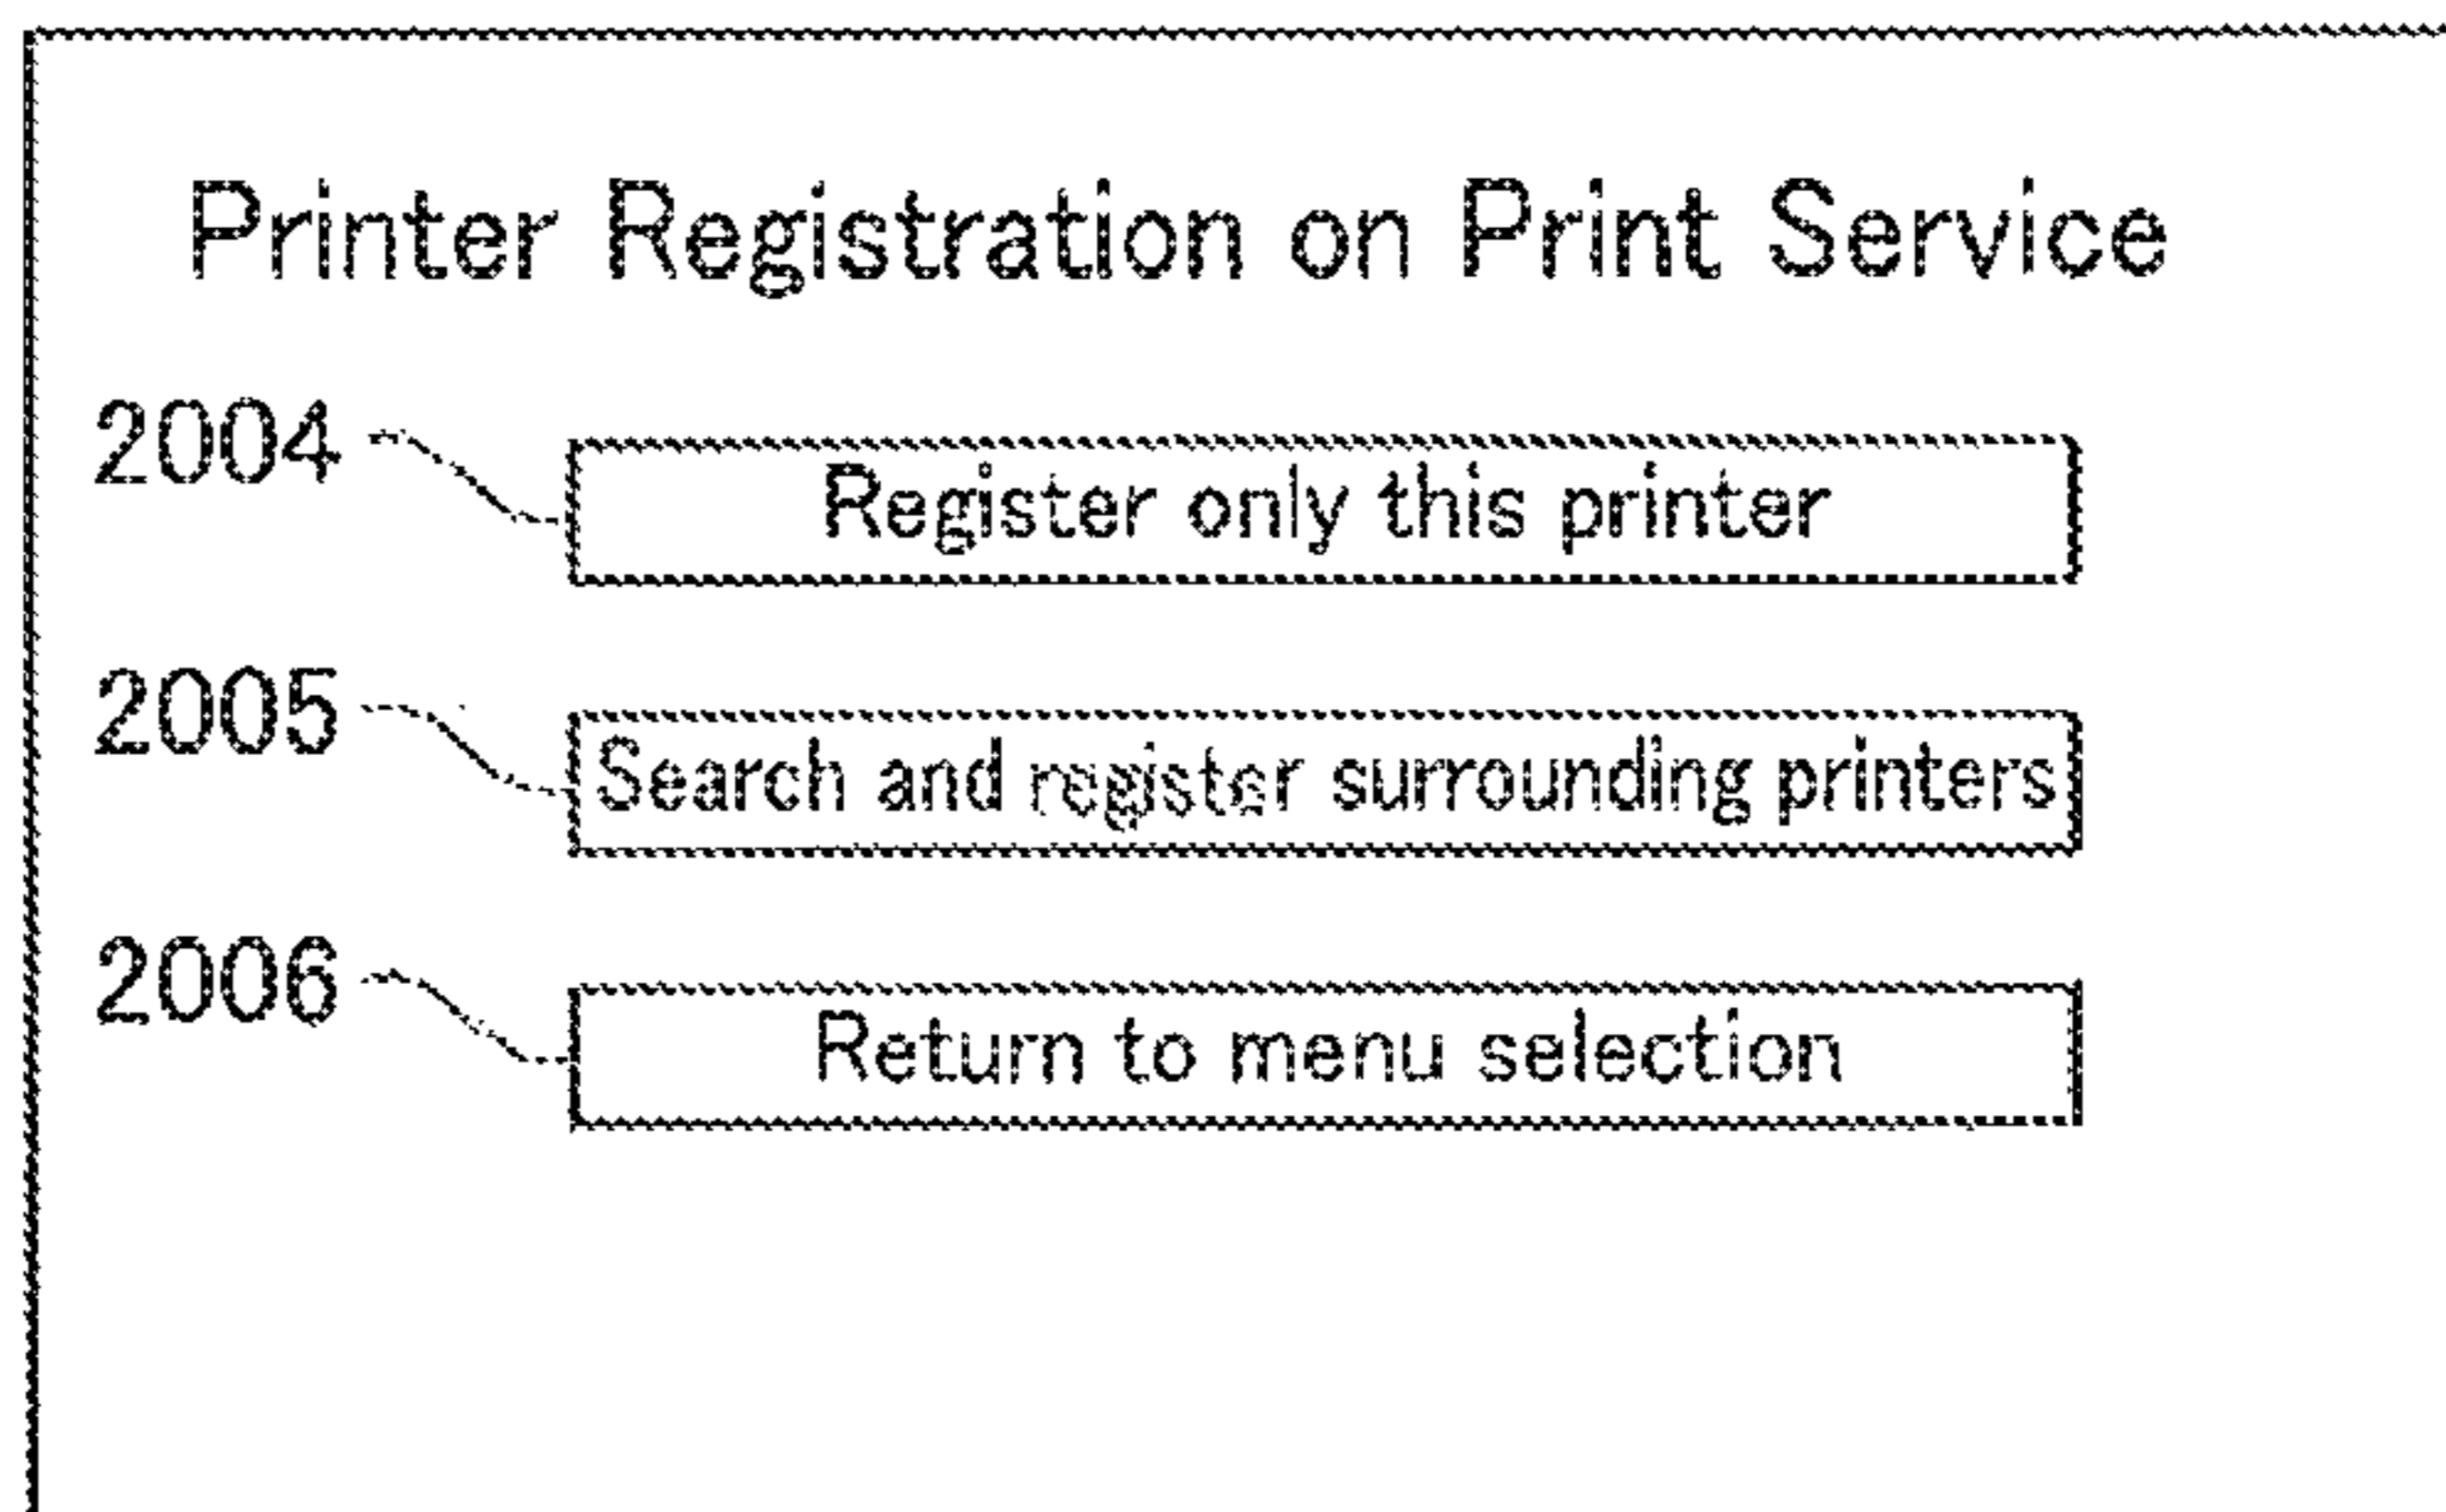 Printer Registration on Print Service
2004
Register only this printer
2005
Search and register surrounding printers
2006
Return to menu selection